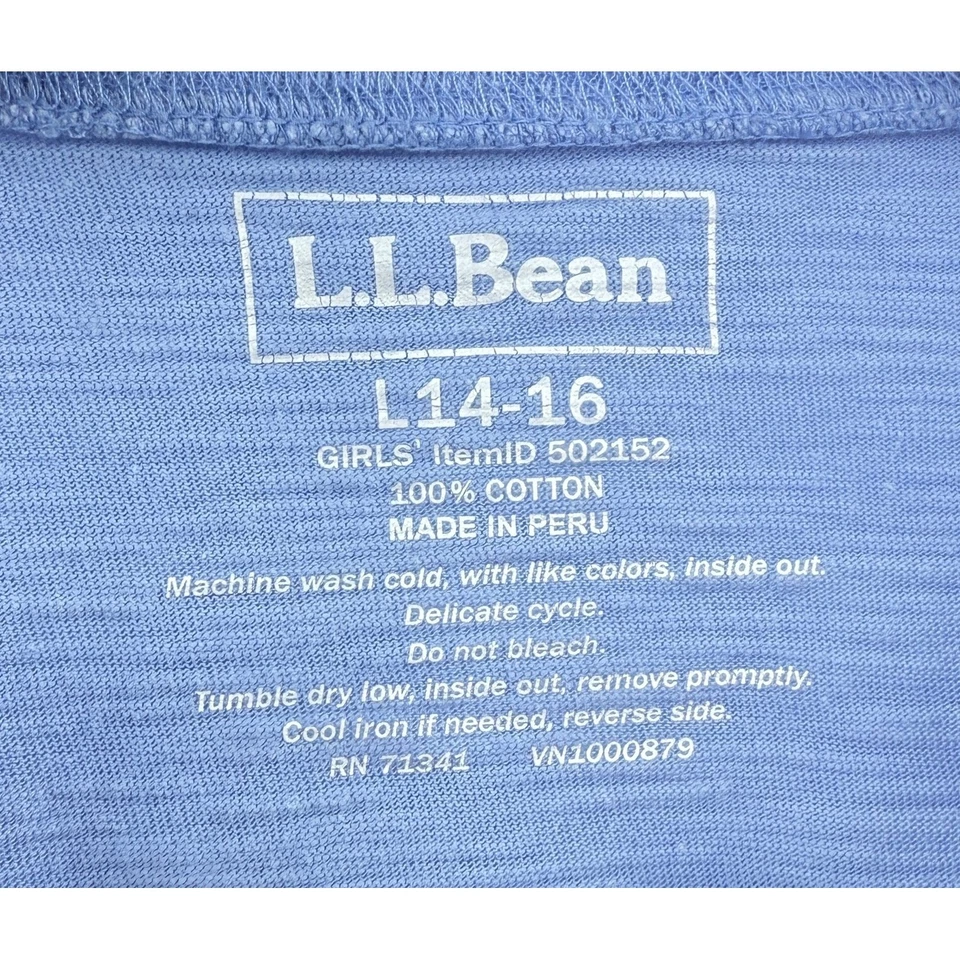 L.L.Bean
L14-16
GIRLS' ItemID 502152
100% COTTON
MADE IN PERU
Machine wash cold, with like colors, inside out.
Delicate cycle.
Do not bleach.
Tumble dry low, inside out, remove promptly.
Cool iron if needed, reverse side.
RN 71341 VN1000879